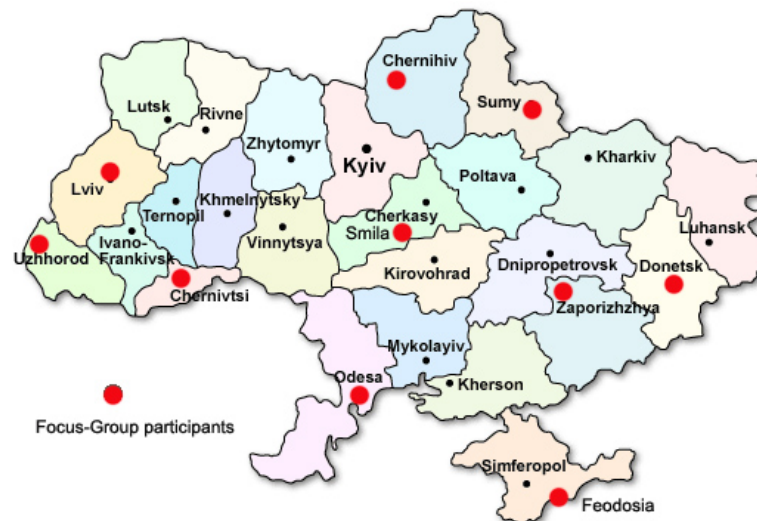 Chernihiv
Sumy
Lutsk
Rivne
Zhytomyr
Kyiv
Kharkiv
Poltava
Lviv
Ternopil
Khmelnytsky
Cherkasy
Smila
Luhansk
Uzhhorod
Ivano-
Frankivsk
Vinnytsya
Kirovohrad
Dnipropetrovsk
Donetsk
Chernivtsi
Zaporizhzhya
Mykolayiv
Odesa
Kherson
Focus-Group participants
Simferopol
Feodosia